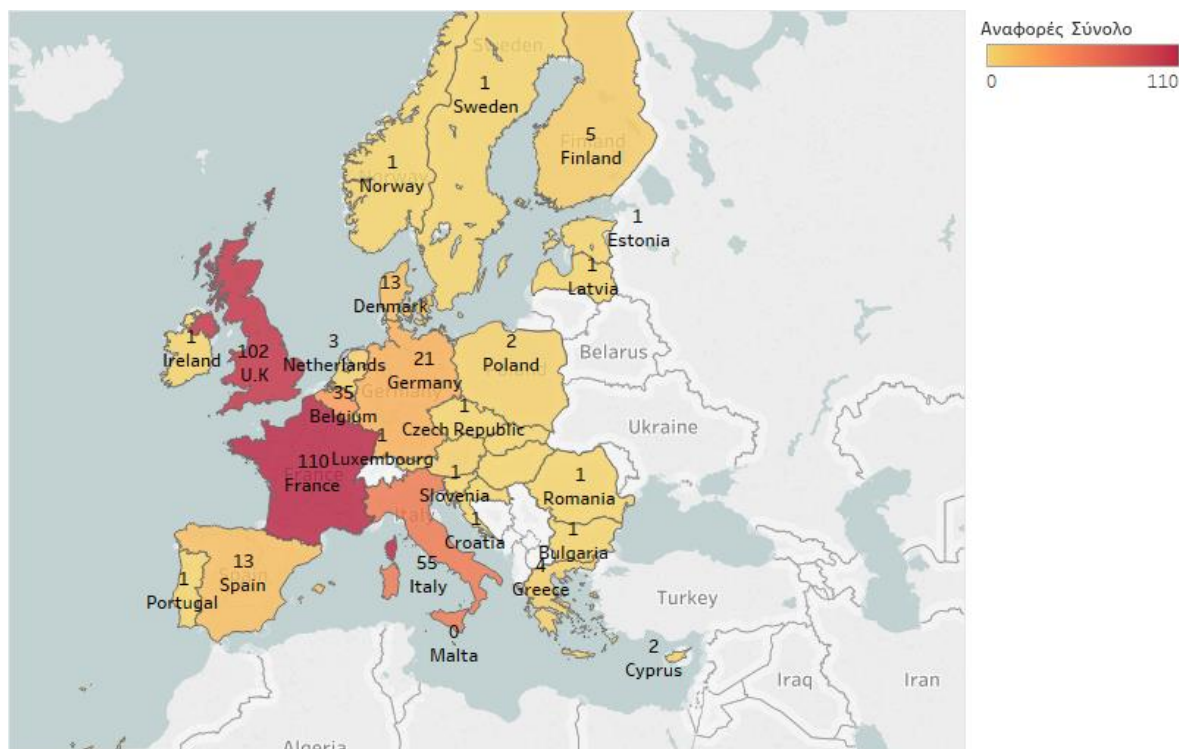 Αναφορές Σύνολο
0 110
Sweden
1
Sweden
5
Finland
Finland
1
Norway
Norway
1
Estonia
1
Latvia
13
Denmark
1
Ireland
102
U.K
3
Netherlands
21
Germany
Germany
2
Poland
Belarus
35
Belgium
1
Czech Republic
Ukraine
1
Luxembourg
110
France
France
1
Slovenia
1
Romania
Italy
1
Croatia
1
Bulgaria
13
Spain
Spain
1
Portugal
55
Italy
4
Greece
Turkey
0
Malta
2
Cyprus
Iraq
Iran
Algeria